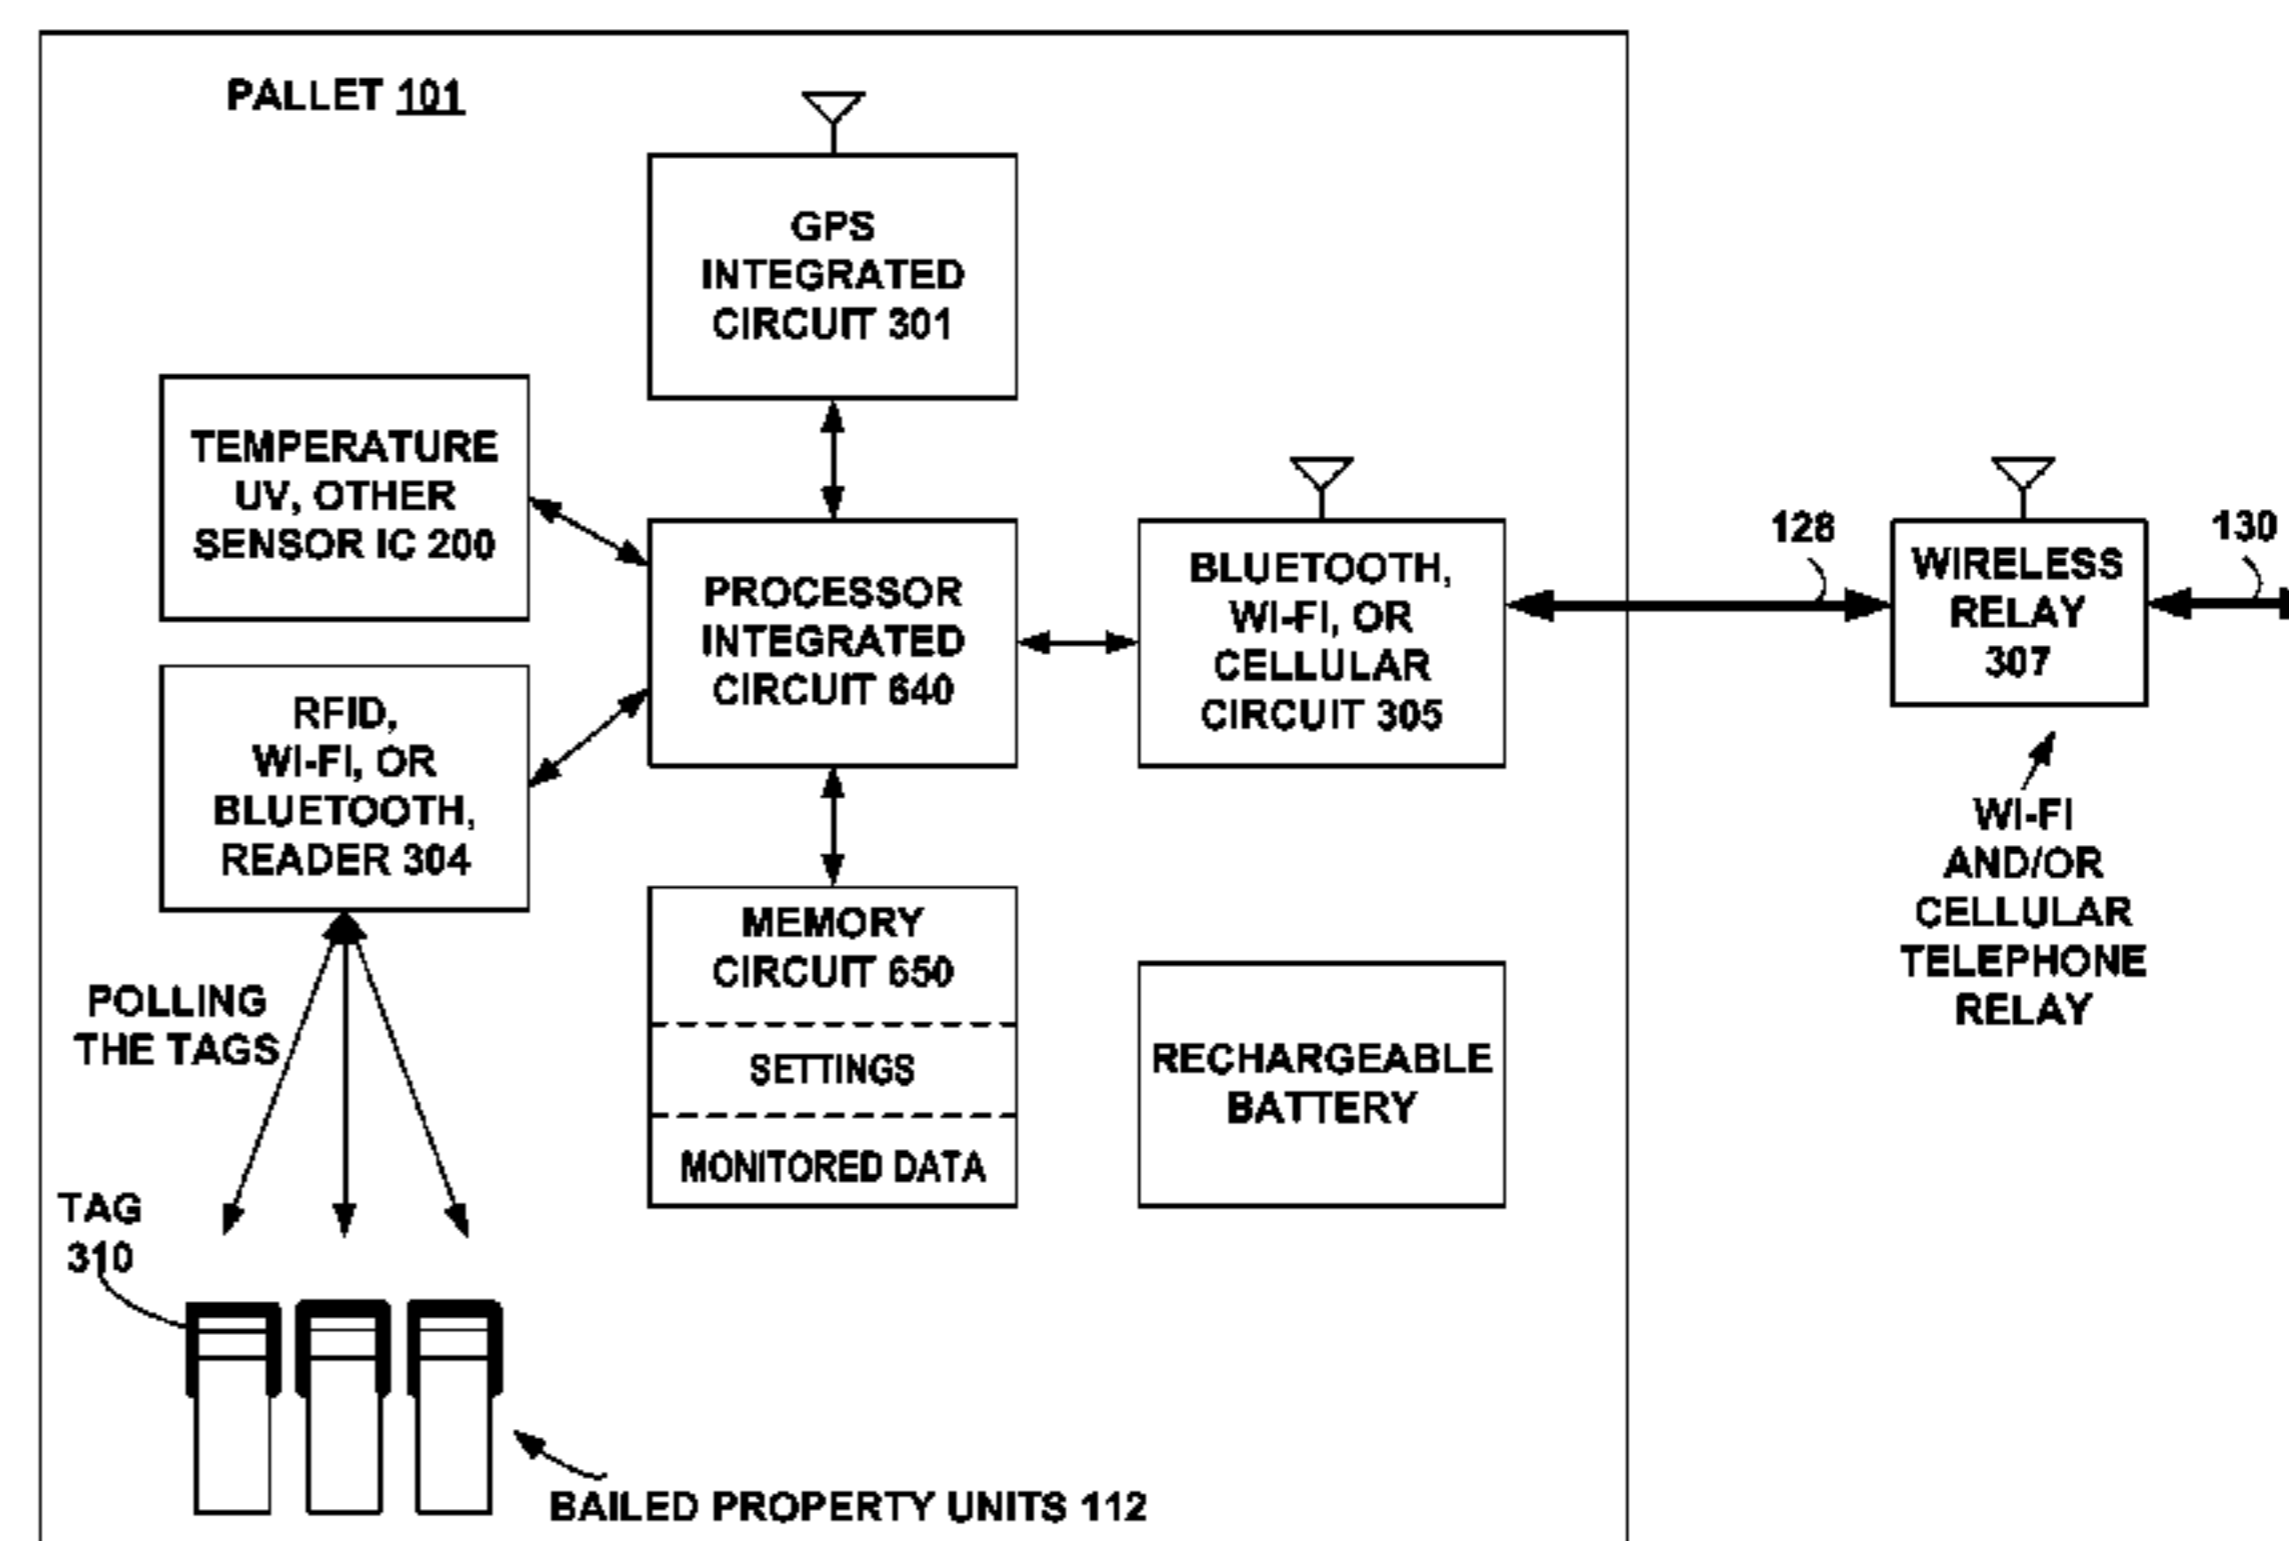 PALLET 101
GPS
INTEGRATED
CIRCUIT 301
TEMPERATURE
UV, OTHER
SENSOR IC 200
PROCESSOR
INTEGRATED
CIRCUIT 640
BLUETOOTH,
WI-FI, OR
CELLULAR
CIRCUIT 305
128
WIRELESS
RELAY
307
130
RFID,
WI-FI, OR
BLUETOOTH,
READER 304
WI-FI
AND/OR
CELLULAR
TELEPHONE
RELAY
MEMORY
CIRCUIT 650
SETTINGS
MONITORED DATA
RECHARGEABLE
BATTERY
POLLING
THE TAGS
TAG
310
BAILED PROPERTY UNITS 112